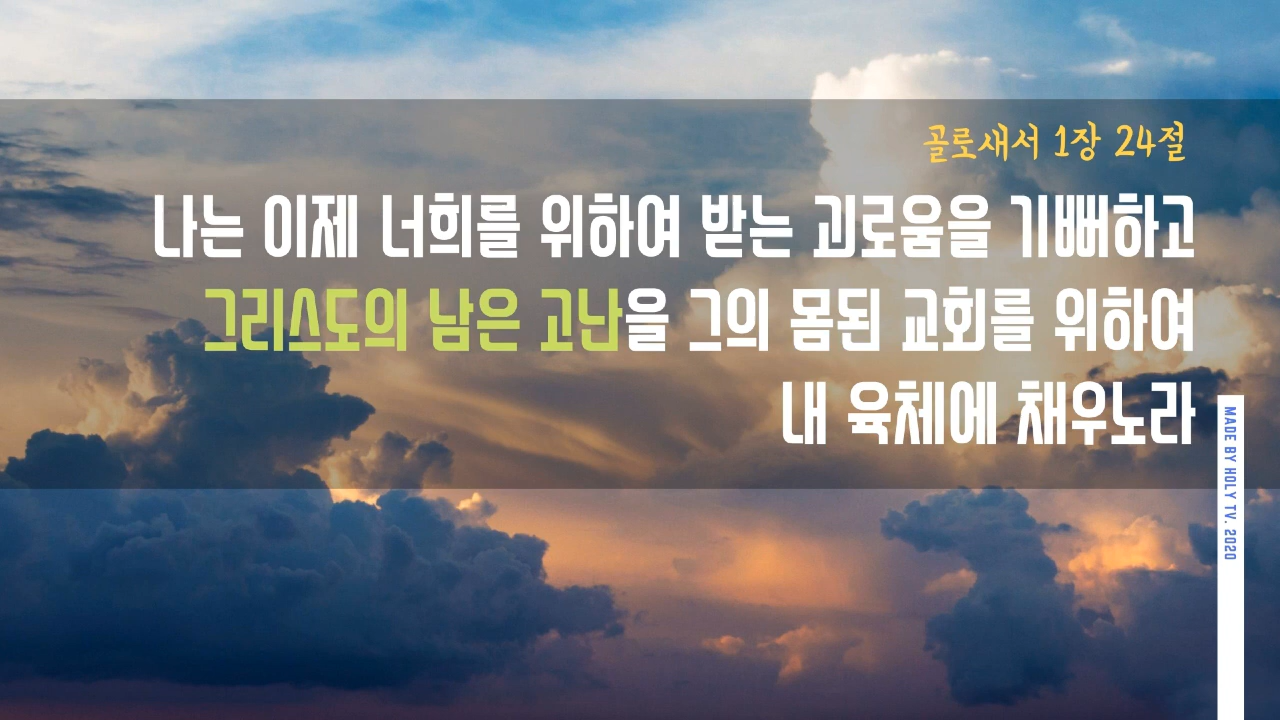 골로새서 1장 24절
나는 이제 너희를 위하여 받는 괴로움을 기뻐하고
그리스도의 남은 고난을 그의 몸된 교회를 위하여
내 육체에 채우노라
MADE BY HOLY TV. 2020